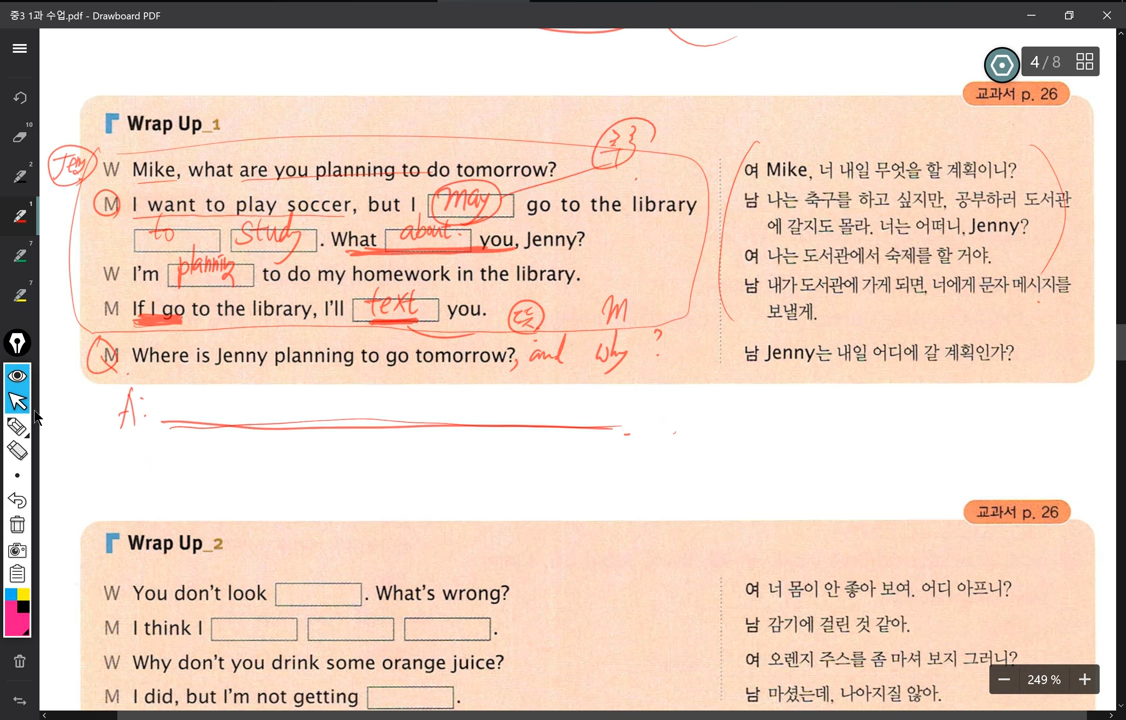 중3 1과 수업.pdf - Drawboard PDF
4 / 8
교과서 p. 26
Wrap Up_1
W Mike, what are you planning to do tomorrow?
M I want to play soccer, but I may go to the library
to study. What about you, Jenny?
W I'm planning to do my homework in the library.
M If I go to the library, I'll text you.
M Where is Jenny planning to go tomorrow?, and why?
A:
여 Mike, 너 내일 무엇을 할 계획이니?
남 나는 축구를 하고 싶지만, 공부하러 도서관
에 갈지도 몰라. 너는 어떠니, Jenny?
여 나는 도서관에서 숙제를 할 거야.
남 내가 도서관에 가게 되면, 너에게 문자 메시지를
보낼게.
남 Jenny는 내일 어디에 갈 계획인가?
교과서 p. 26
Wrap Up_2
W You don't look . What's wrong?
M I think I .
W Why don't you drink some orange juice?
M I did, but I'm not getting .
여 너 몸이 안 좋아 보여. 어디 아프니?
남 감기에 걸린 것 같아.
여 오렌지 주스를 좀 마셔 보지 그러니?
남 마셨는데, 나아지질 않아.
249 %